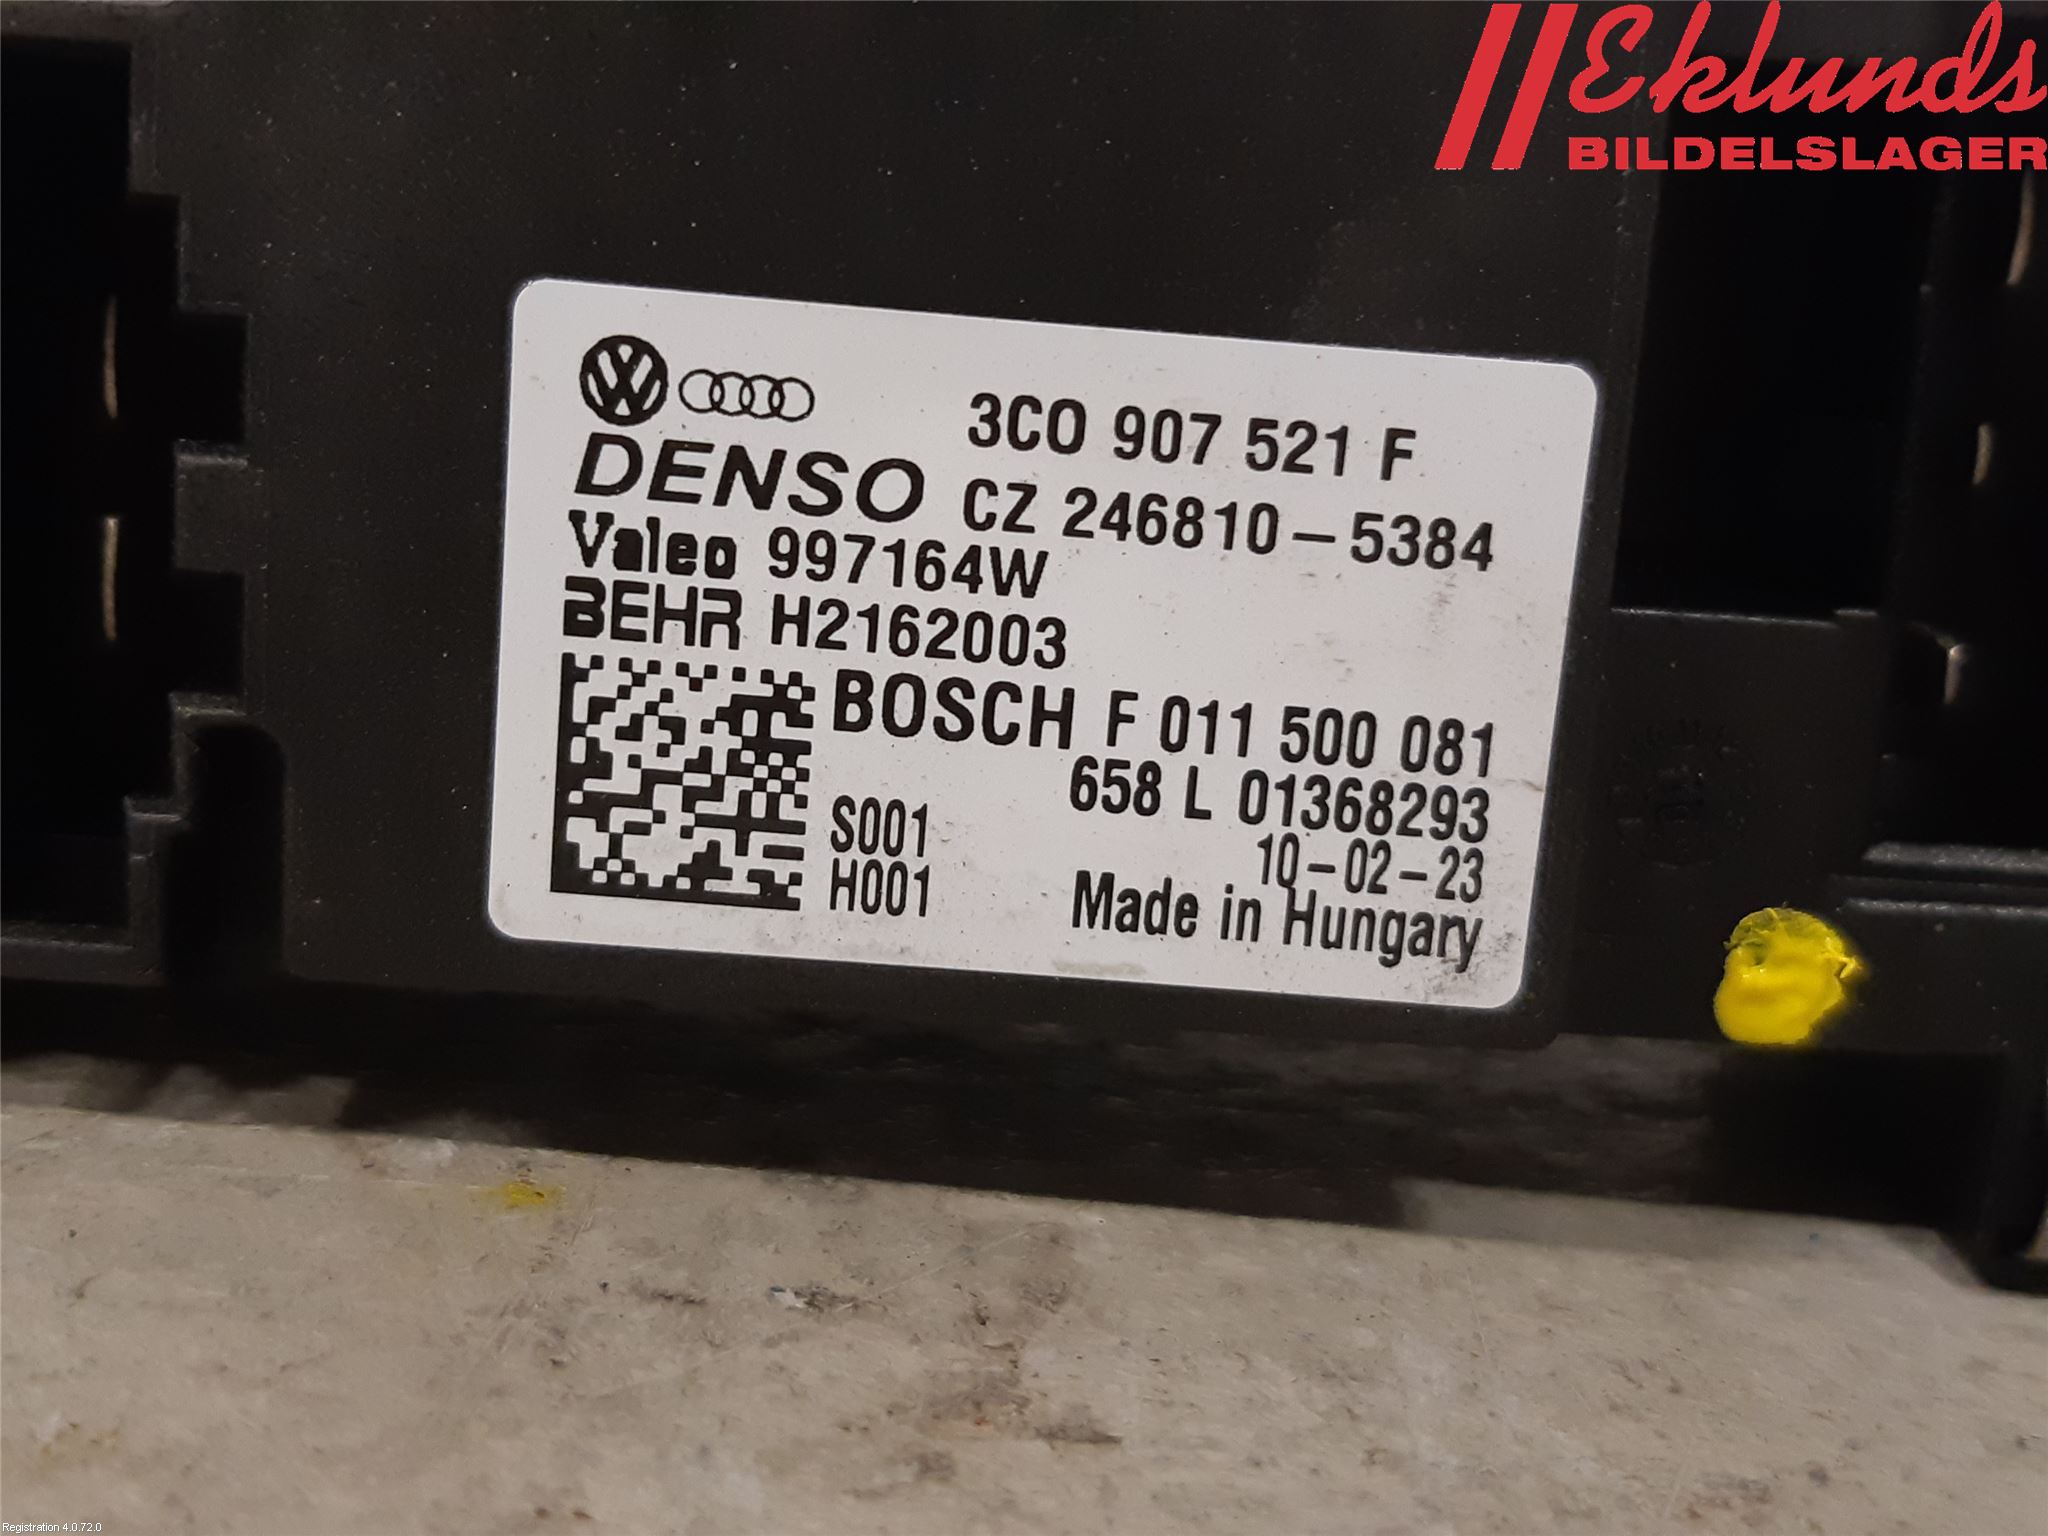 Eklunds
BILDELSLAGER
3C0 907 521 F
DENSO CZ 246810-5384
Valeo 997164W
BEHR H2162003
BOSCH F 011 500 081
658 L 01368293
S001
10-02-23
H001
Made in Hungary
Registration 4.0.72.0